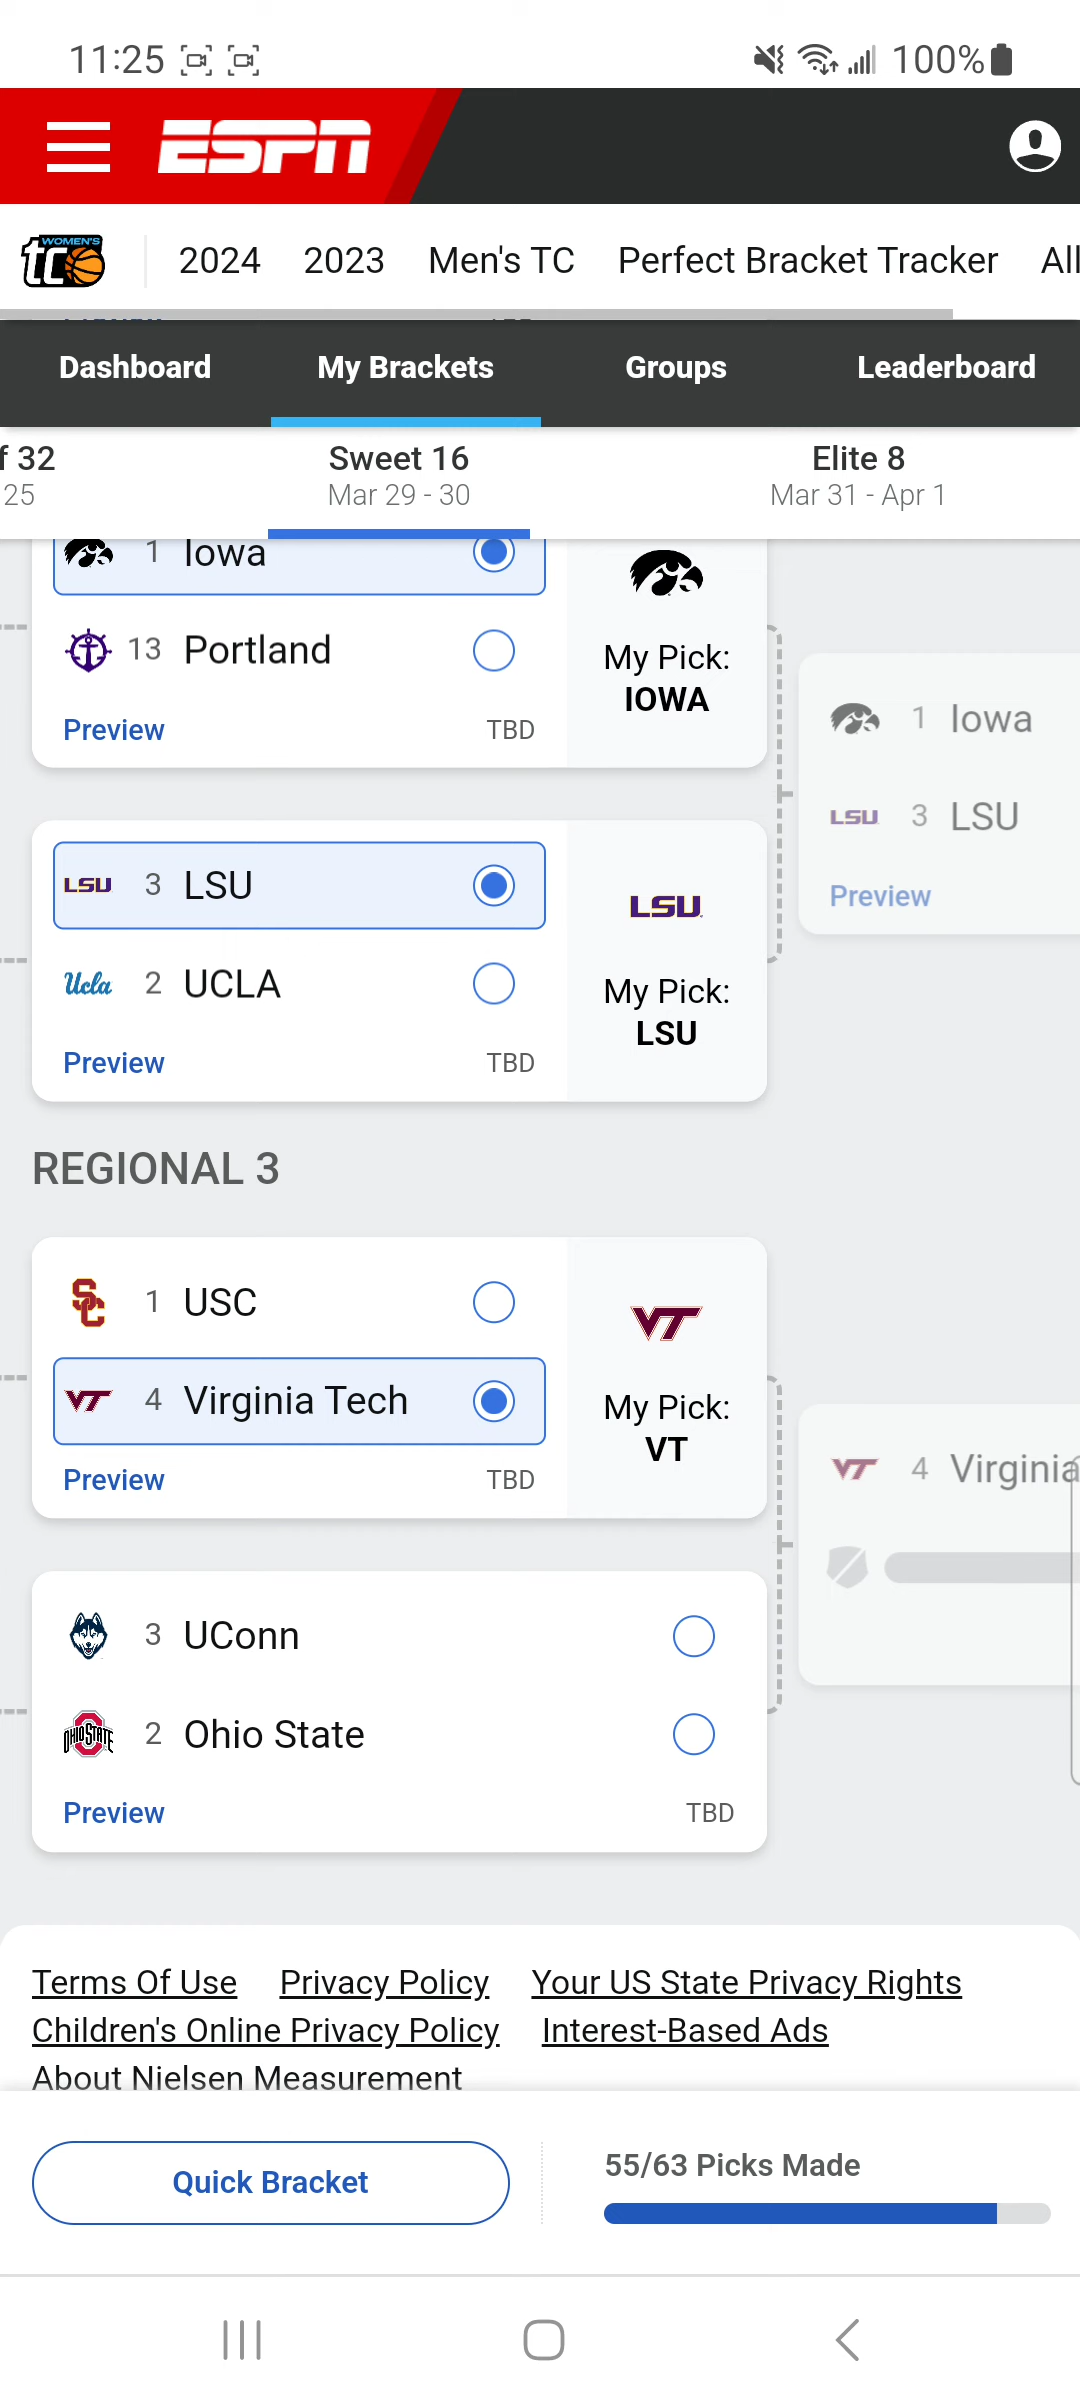 11:25 100%
ESPN
WOMEN'S
tc 2024 2023 Men's TC Perfect Bracket Tracker All
Dashboard My Brackets Groups Leaderboard
f 32 Sweet 16 Elite 8
25 Mar 29 - 30 Mar 31 - Apr 1
1 Iowa
13 Portland
My Pick:
IOWA
Preview TBD
1 Iowa
LSU 3 LSU
Preview
LSU 3 LSU
LSU
Ucla 2 UCLA
My Pick:
LSU
Preview TBD
REGIONAL 3
SC 1 USC
VT
VT 4 Virginia Tech
My Pick:
VT
Preview TBD
VT 4 Virginia
3 UConn
OHIO STATE 2 Ohio State
Preview TBD
Terms Of Use Privacy Policy Your US State Privacy Rights
Children's Online Privacy Policy Interest-Based Ads
About Nielsen Measurement
Quick Bracket 55/63 Picks Made